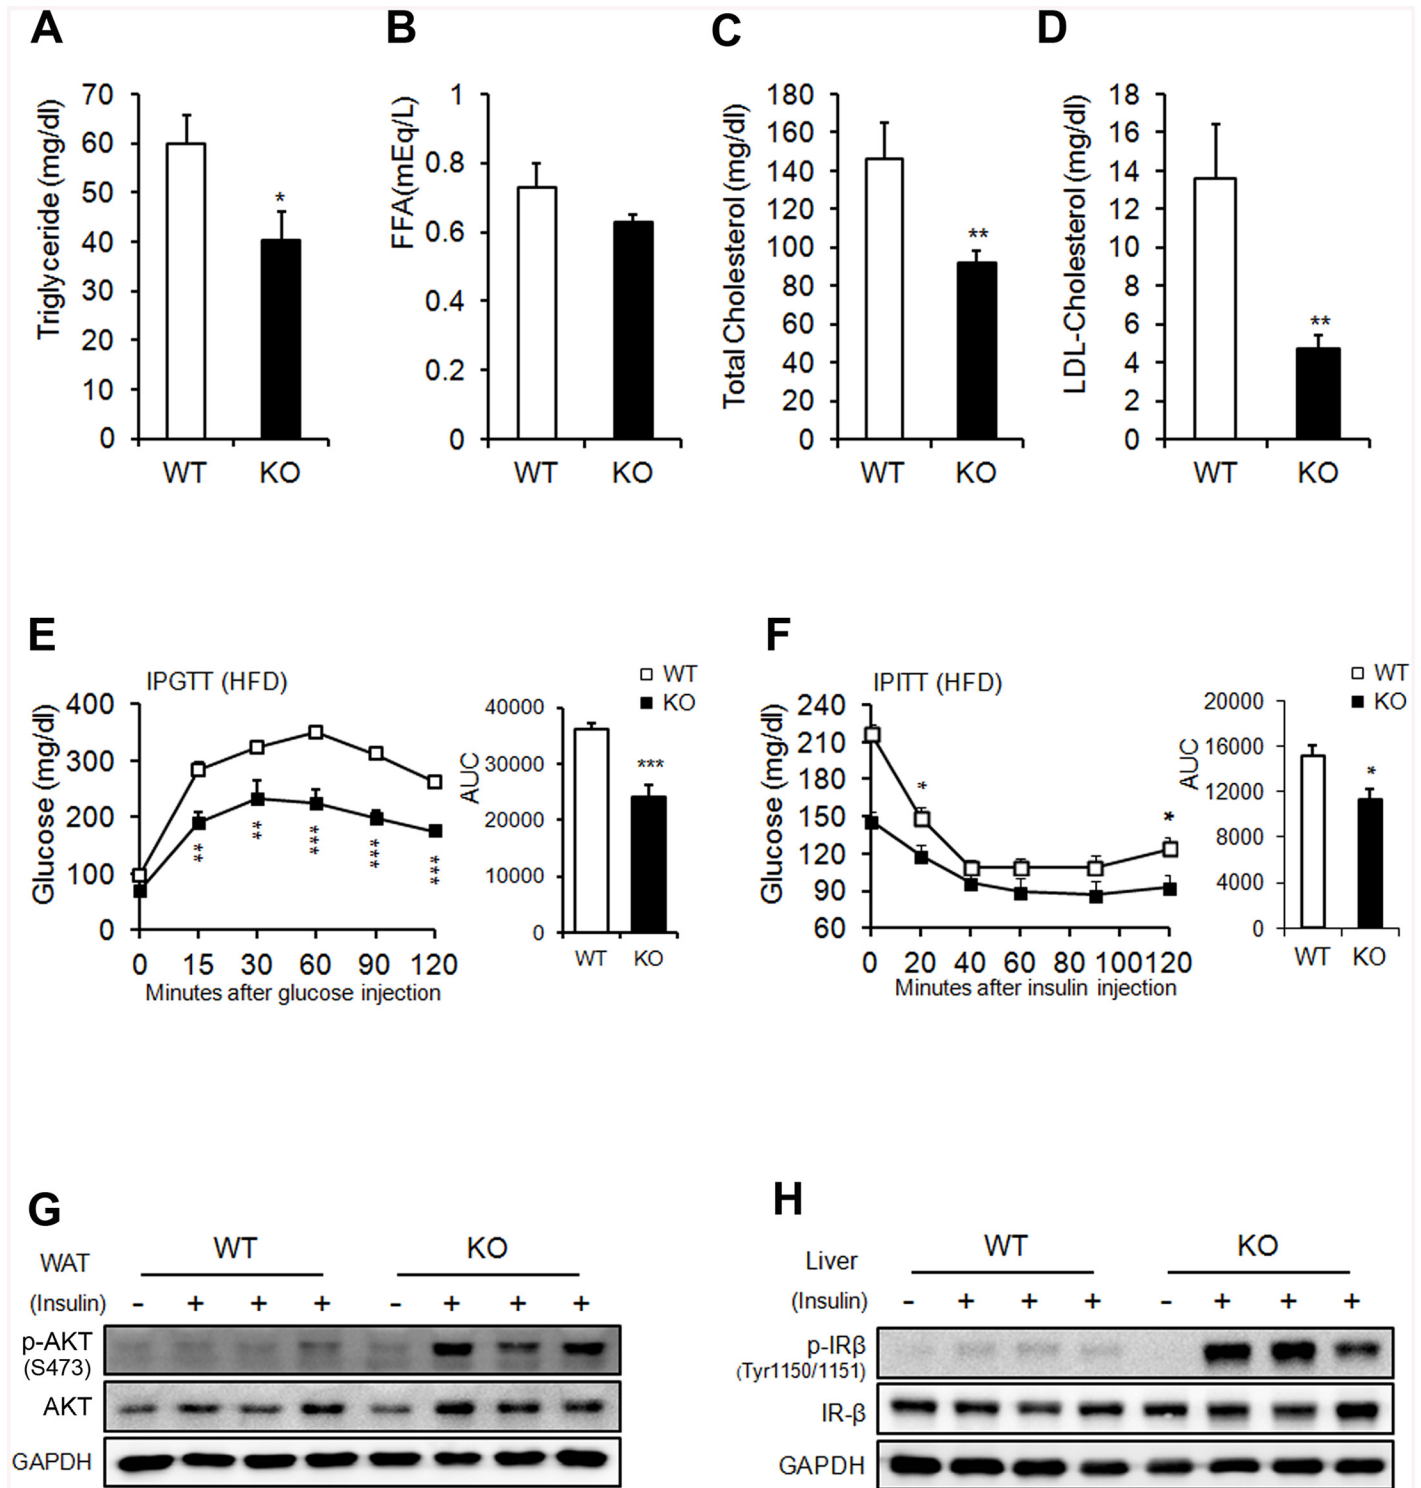 A
B
C
D
Triglyceride (mg/dl)
70
60
50
40
30
20
10
0
*
WT KO
FFA(mEq/L)
1
0.8
0.6
0.4
0.2
0
WT KO
Total Cholesterol (mg/dl)
180
160
140
120
100
80
60
40
20
0
**
WT KO
LDL-Cholesterol (mg/dl)
18
16
14
12
10
8
6
4
2
0
**
WT KO
E
IPGTT (HFD)
Glucose (mg/dl)
400
300
200
100
0
** ** *** *** ***
0 15 30 60 90 120
Minutes after glucose injection
WT
KO
AUC
40000
30000
20000
10000
0
***
WT KO
F
IPITT (HFD)
Glucose (mg/dl)
240
210
180
150
120
90
60
* *
0 20 40 60 80 100 120
Minutes after insulin injection
WT
KO
AUC
20000
16000
12000
8000
4000
0
*
WT KO
G
WAT WT KO
(Insulin) - + + + - + + +
p-AKT
(S473)
AKT
GAPDH
H
Liver WT KO
(Insulin) - + + + - + + +
p-IRβ
(Tyr1150/1151)
IR-β
GAPDH